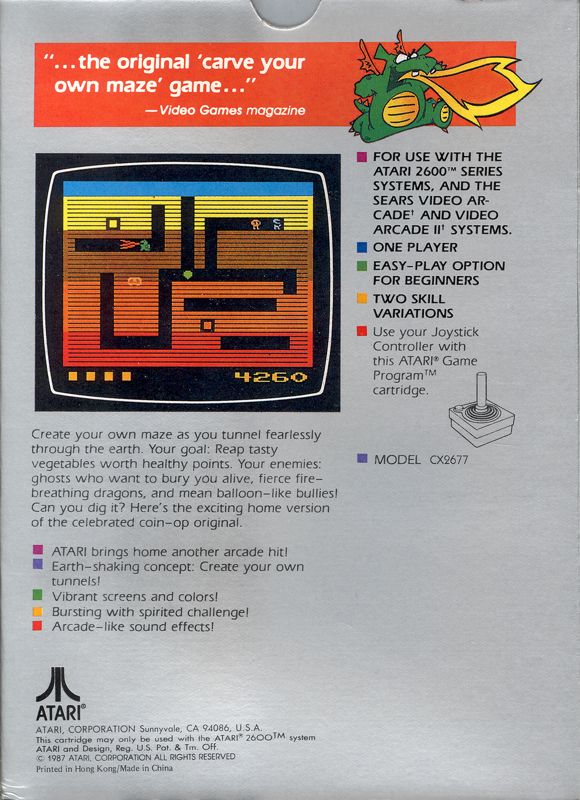 “...the original ‘carve your
own maze’ game...”
—Video Games magazine
4260
FOR USE WITH THE
ATARI 2600™ SERIES
SYSTEMS, AND THE
SEARS VIDEO AR-
CADE† AND VIDEO
ARCADE II† SYSTEMS.
ONE PLAYER
EASY-PLAY OPTION
FOR BEGINNERS
TWO SKILL
VARIATIONS
Use your Joystick
Controller with
this ATARI® Game
Program™
cartridge.
MODEL CX2677
Create your own maze as you tunnel fearlessly
through the earth. Your goal: Reap tasty
vegetables worth healthy points. Your enemies:
ghosts who want to bury you alive, fierce fire-
breathing dragons, and mean balloon-like bullies!
Can you dig it? Here's the exciting home version
of the celebrated coin-op original.
ATARI brings home another arcade hit!
Earth-shaking concept: Create your own
tunnels!
Vibrant screens and colors!
Bursting with spirited challenge!
Arcade-like sound effects!
ATARI®
ATARI, CORPORATION Sunnyvale, CA 94086, U.S.A.
This cartridge may only be used with the ATARI® 2600™ system
ATARI and Design, Reg. U.S. Pat. & Tm. Off.
© 1987 ATARI, CORPORATION ALL RIGHTS RESERVED
Printed in Hong Kong/Made in China